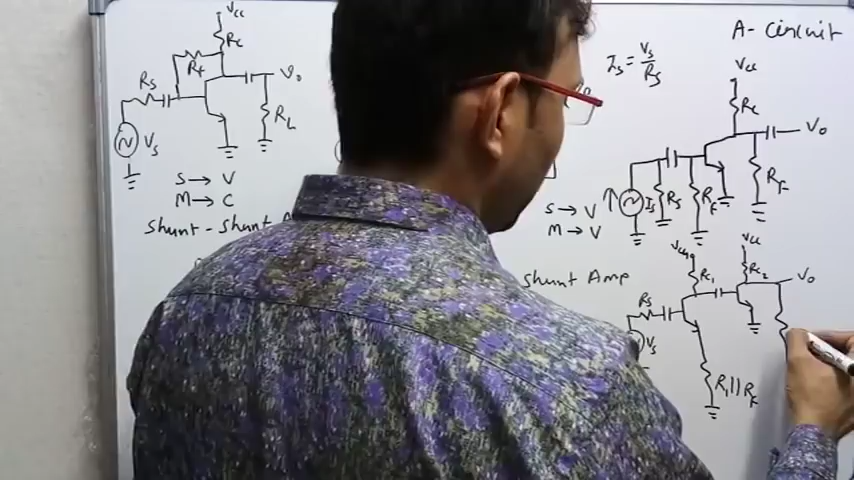 Vcc
Rc
RF
Vo
Rs
RL
Vs
S → V
M → C
Shunt - Shunt
Is = Vs
Rs
A - Circuit
Vcc
Rc
Vo
Is
Rs
RF
RF
S → V
M → V
Shunt Amp
Vcc
Rc1
Vcc
Rc2
Vo
Rs
Vs
R1 || RF